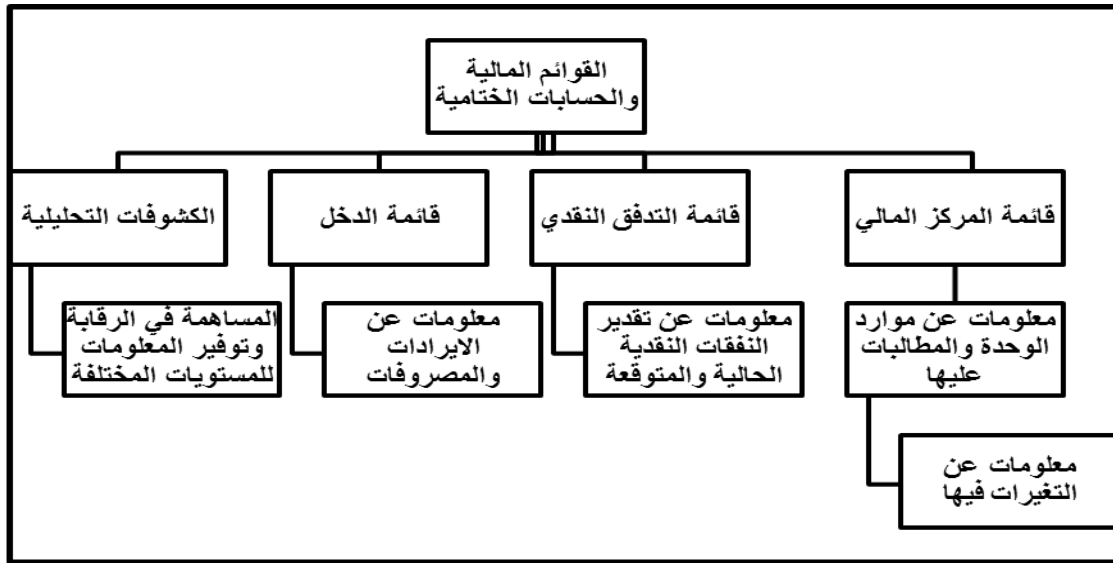 القوائم المالية
والحسابات الختامية
قائمة المركز المالي
قائمة التدفق النقدي
قائمة الدخل
الكشوفات التحليلية
معلومات عن موارد
الوحدة والمطالبات
عليها
معلومات عن تقدير
النفقات النقدية
الحالية والمتوقعة
معلومات عن
الايرادات
والمصروفات
المساهمة في الرقابة
وتوفير المعلومات
للمستويات المختلفة
معلومات عن
التغيرات فيها